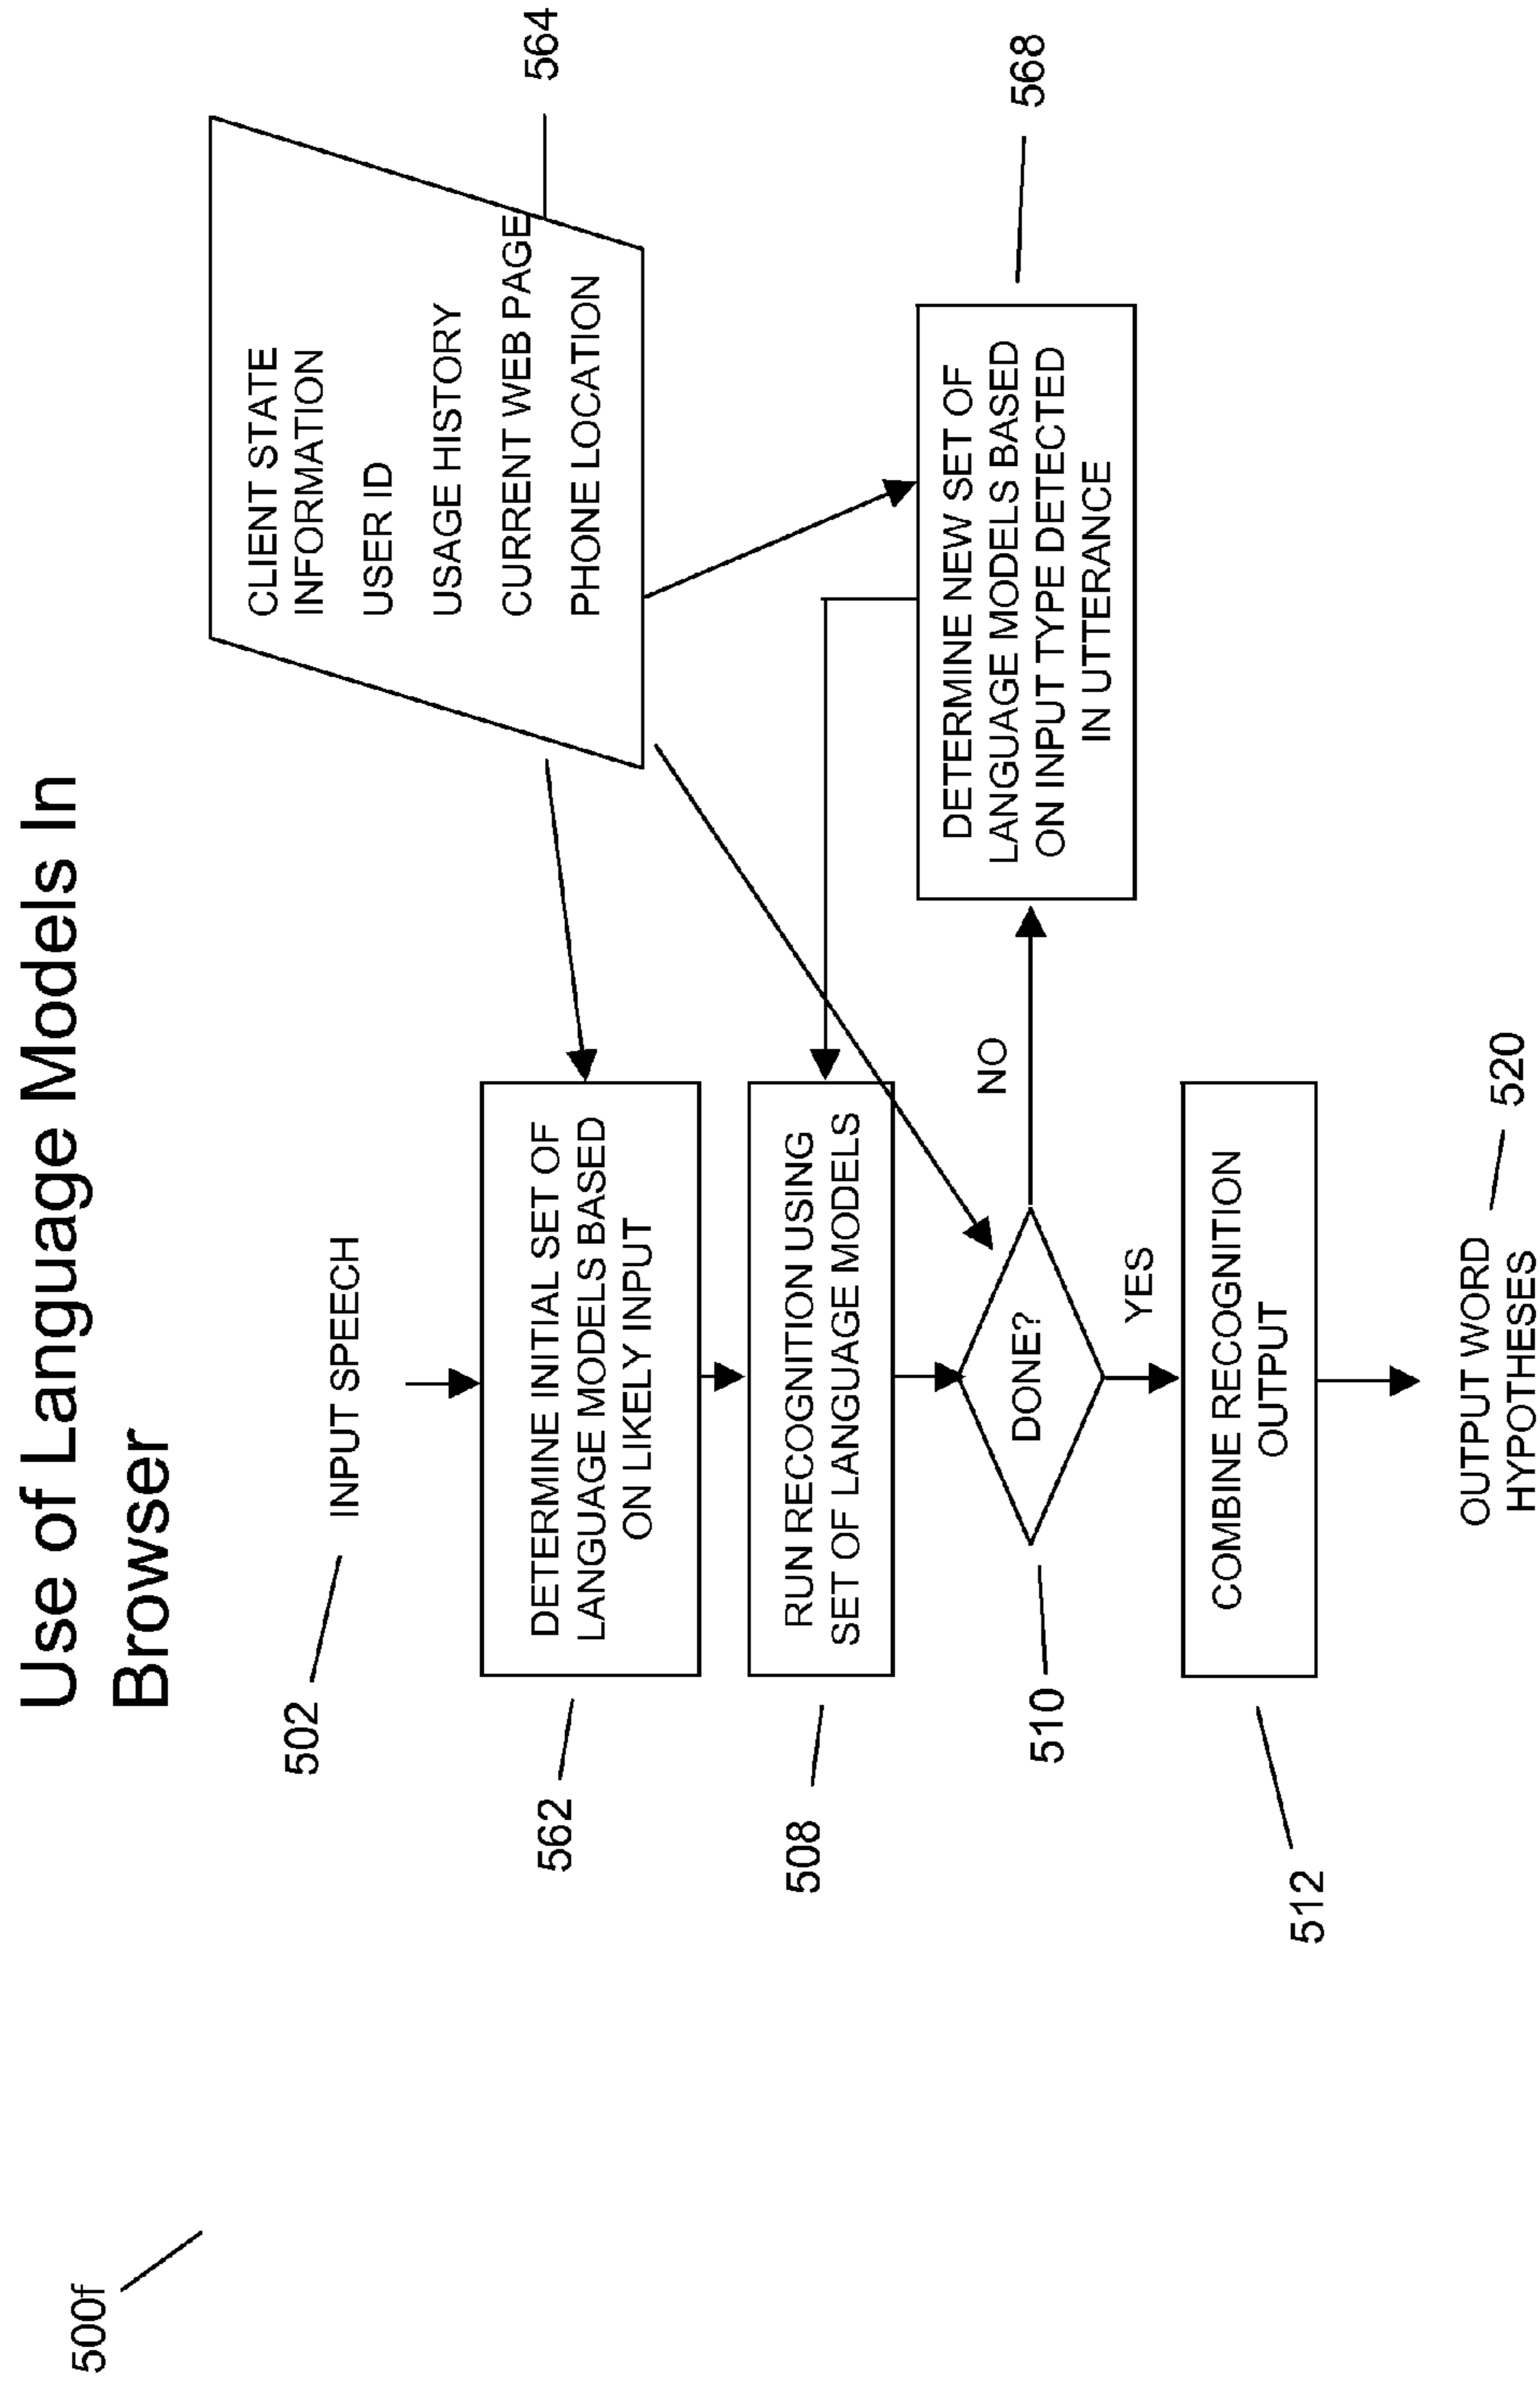 Use of Language Models In
Browser
500f
502
INPUT SPEECH
CLIENT STATE
INFORMATION
USER ID
USAGE HISTORY
CURRENT WEB PAGE
PHONE LOCATION
564
562
DETERMINE INITIAL SET OF
LANGUAGE MODELS BASED
ON LIKELY INPUT
508
RUN RECOGNITION USING
SET OF LANGUAGE MODELS
510
DONE?
NO
YES
DETERMINE NEW SET OF
LANGUAGE MODELS BASED
ON INPUT TYPE DETECTED
IN UTTERANCE
568
512
COMBINE RECOGNITION
OUTPUT
OUTPUT WORD
HYPOTHESES
520